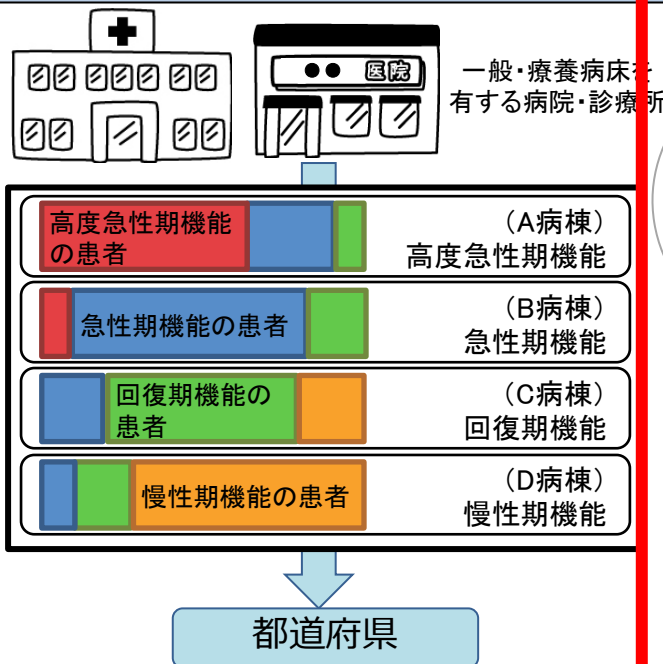 医院
一般・療養病床を
有する病院・診療所
高度急性期機能
の患者
（A病棟）
高度急性期機能
急性期機能の患者
（B病棟）
急性期機能
回復期機能の
患者
（C病棟）
回復期機能
慢性期機能の患者
（D病棟）
慢性期機能
都道府県